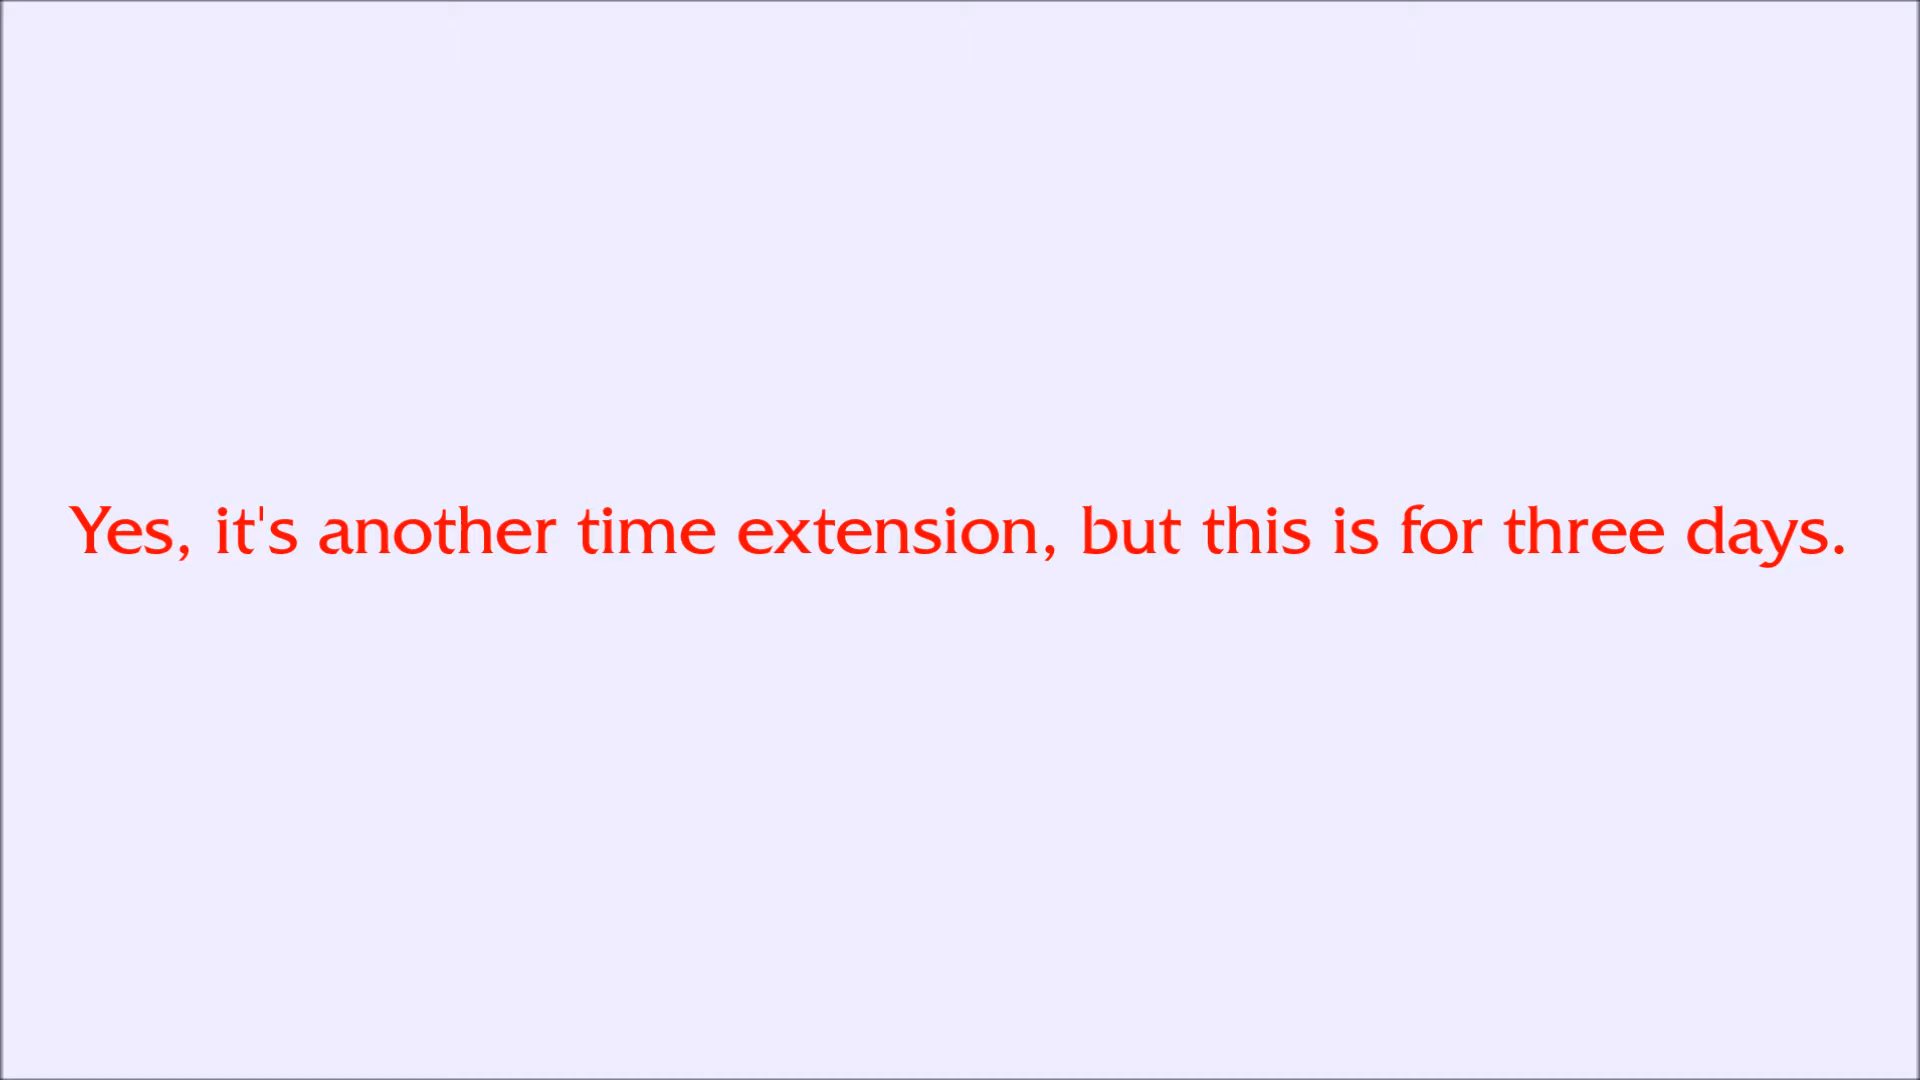 Yes, it's another time extension, but this is for three days.